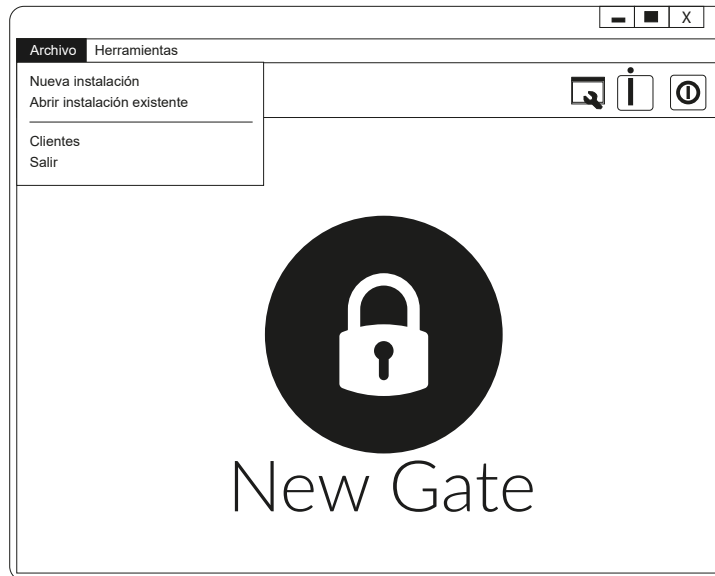 X
Archivo Herramientas
Nueva instalación
Abrir instalación existente
Clientes
Salir
New Gate